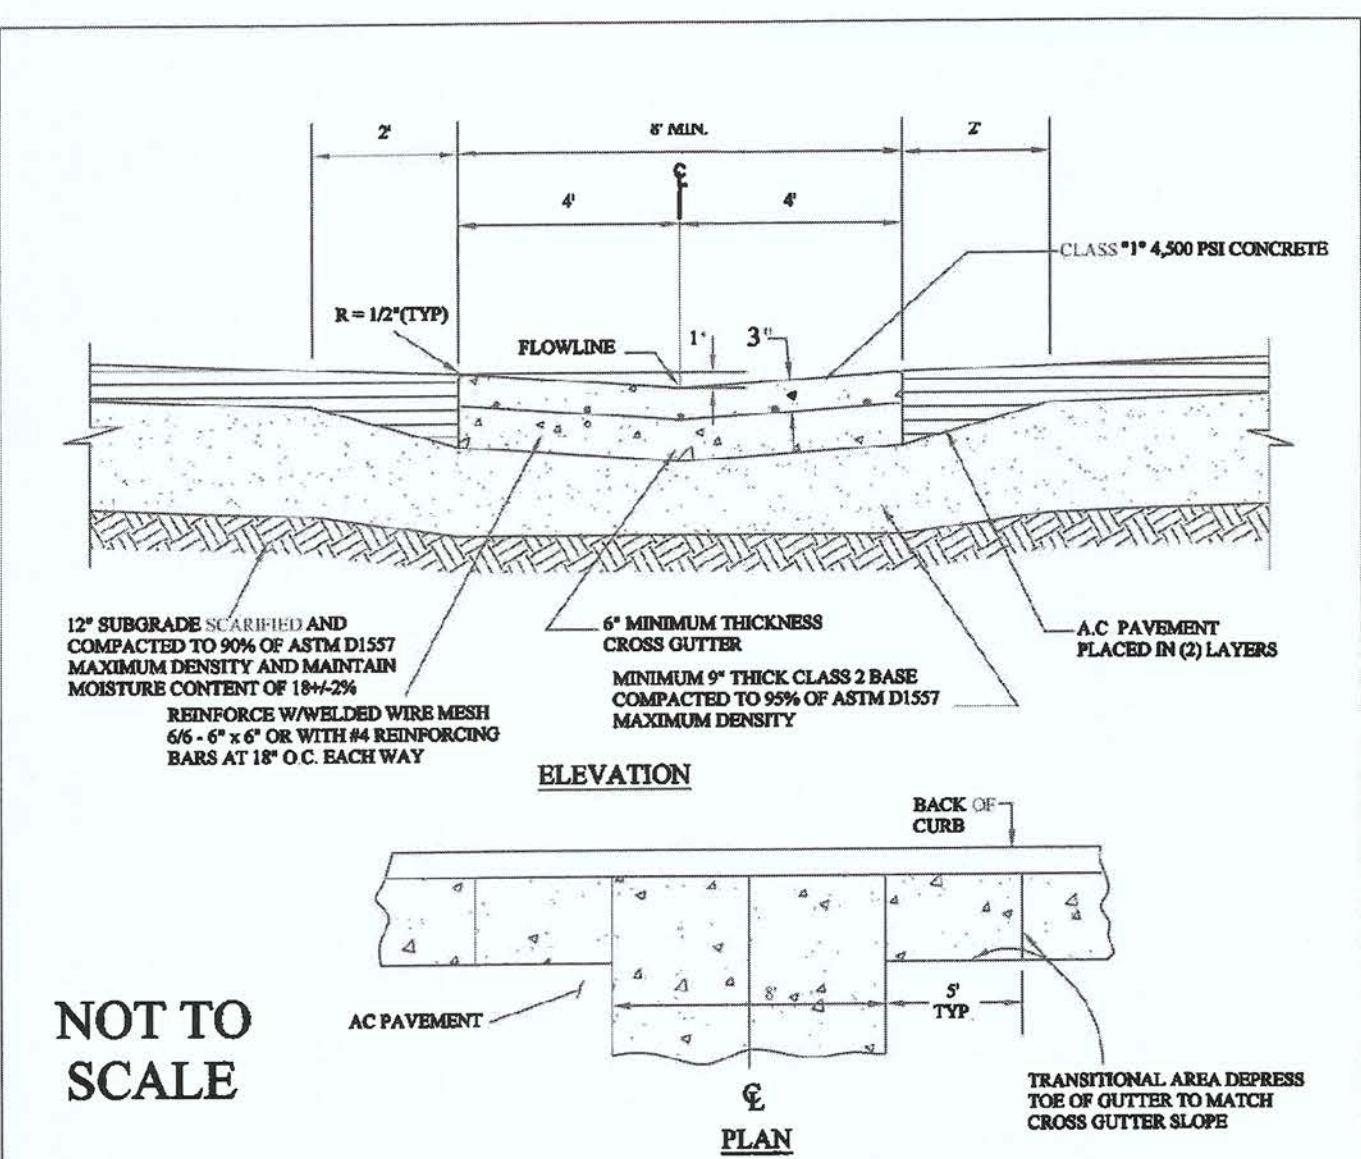 2'
8' MIN.
2'
℄
4'
4'
CLASS "1" 4,500 PSI CONCRETE
R = 1/2"(TYP)
FLOWLINE
1"
3"
12" SUBGRADE SCARIFIED AND
COMPACTED TO 90% OF ASTM D1557
MAXIMUM DENSITY AND MAINTAIN
MOISTURE CONTENT OF 18+/-2%
REINFORCE W/WELDED WIRE MESH
6/6 - 6" x 6" OR WITH #4 REINFORCING
BARS AT 18" O.C. EACH WAY
6" MINIMUM THICKNESS
CROSS GUTTER
MINIMUM 9" THICK CLASS 2 BASE
COMPACTED TO 95% OF ASTM D1557
MAXIMUM DENSITY
A.C PAVEMENT
PLACED IN (2) LAYERS
ELEVATION
BACK OF
CURB
AC PAVEMENT
8'
5'
TYP
NOT TO
SCALE
℄
PLAN
TRANSITIONAL AREA DEPRESS
TOE OF GUTTER TO MATCH
CROSS GUTTER SLOPE